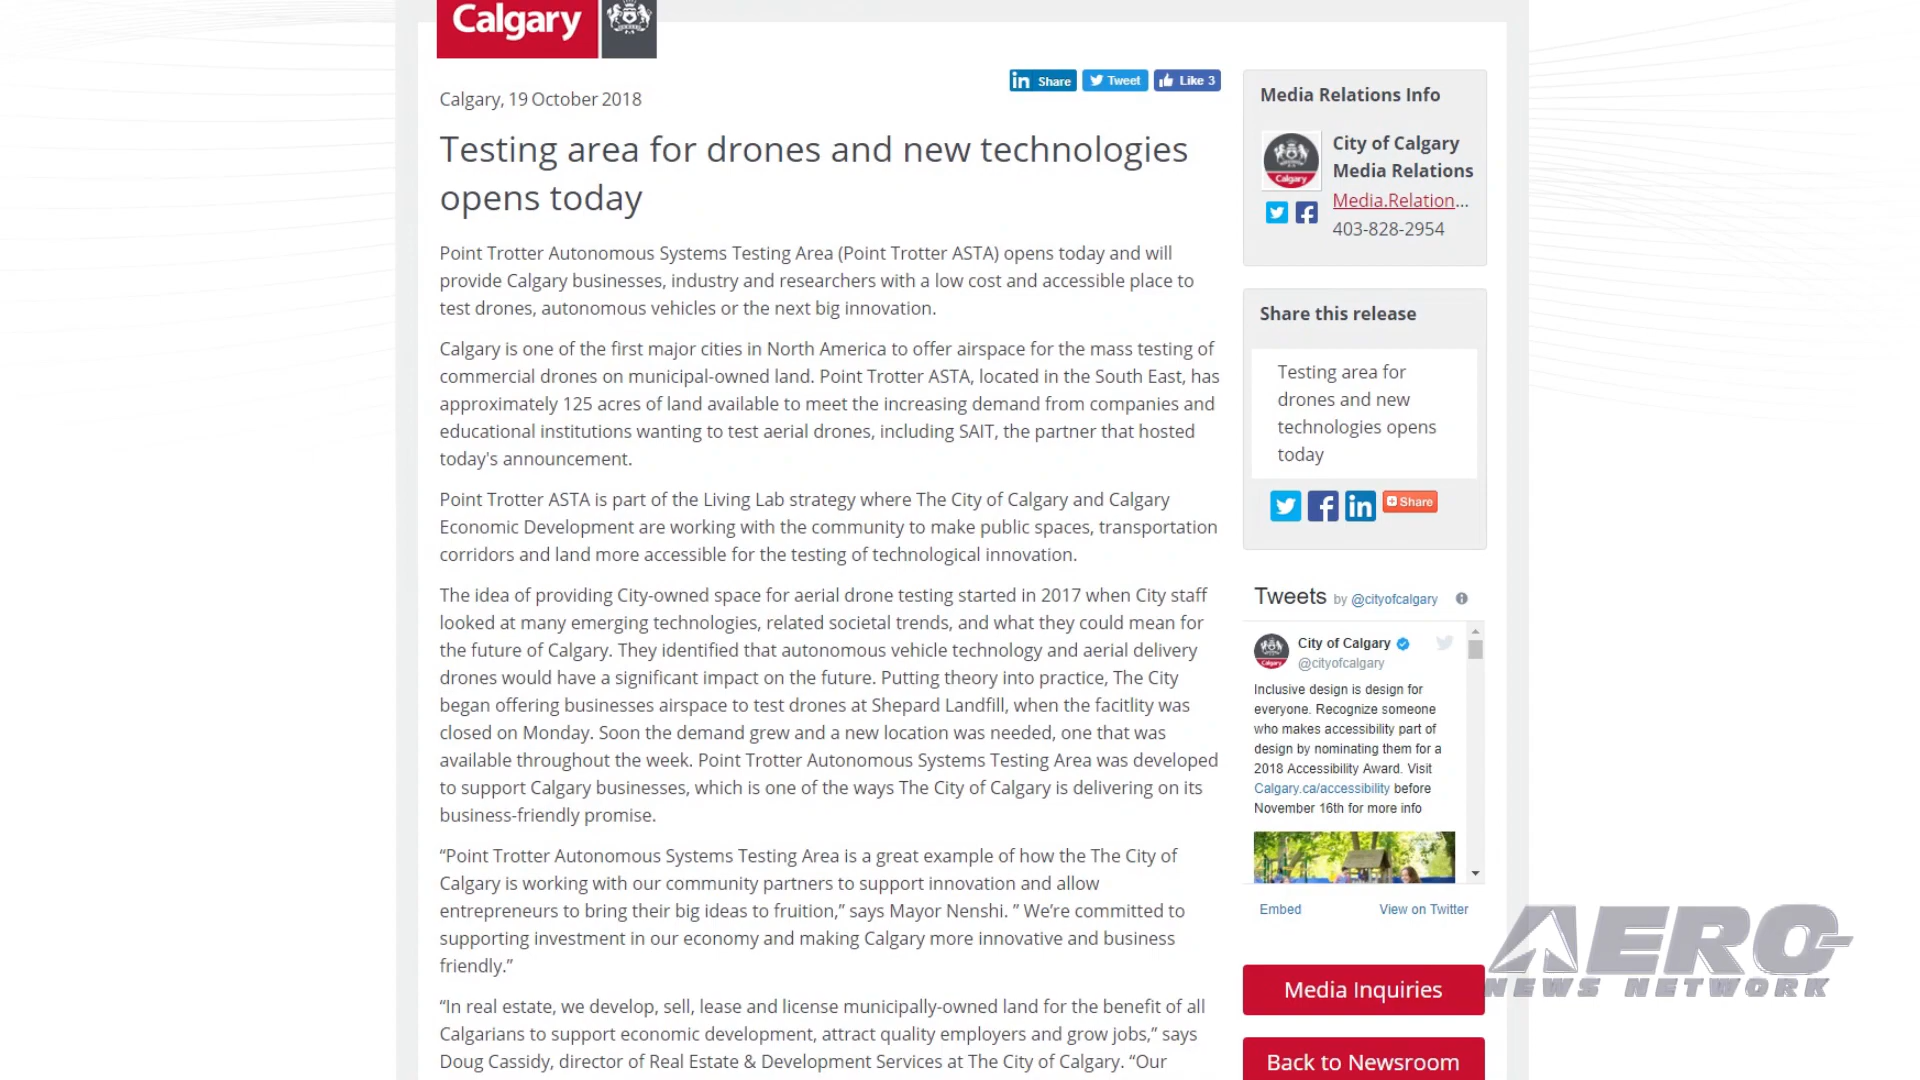 Calgary
Calgary, 19 October 2018
Share
Tweet
Like 3
Testing area for drones and new technologies
opens today
Point Trotter Autonomous Systems Testing Area (Point Trotter ASTA) opens today and will
provide Calgary businesses, industry and researchers with a low cost and accessible place to
test drones, autonomous vehicles or the next big innovation.
Calgary is one of the first major cities in North America to offer airspace for the mass testing of
commercial drones on municipal-owned land. Point Trotter ASTA, located in the South East, has
approximately 125 acres of land available to meet the increasing demand from companies and
educational institutions wanting to test aerial drones, including SAIT, the partner that hosted
today's announcement.
Point Trotter ASTA is part of the Living Lab strategy where The City of Calgary and Calgary
Economic Development are working with the community to make public spaces, transportation
corridors and land more accessible for the testing of technological innovation.
The idea of providing City-owned space for aerial drone testing started in 2017 when City staff
looked at many emerging technologies, related societal trends, and what they could mean for
the future of Calgary. They identified that autonomous vehicle technology and aerial delivery
drones would have a significant impact on the future. Putting theory into practice, The City
began offering businesses airspace to test drones at Shepard Landfill, when the facitlity was
closed on Monday. Soon the demand grew and a new location was needed, one that was
available throughout the week. Point Trotter Autonomous Systems Testing Area was developed
to support Calgary businesses, which is one of the ways The City of Calgary is delivering on its
business-friendly promise.
“Point Trotter Autonomous Systems Testing Area is a great example of how the The City of
Calgary is working with our community partners to support innovation and allow
entrepreneurs to bring their big ideas to fruition,” says Mayor Nenshi. ” We’re committed to
supporting investment in our economy and making Calgary more innovative and business
friendly.”
“In real estate, we develop, sell, lease and license municipally-owned land for the benefit of all
Calgarians to support economic development, attract quality employers and grow jobs,” says
Doug Cassidy, director of Real Estate & Development Services at The City of Calgary. “Our
Media Relations Info
Calgary
City of Calgary
Media Relations
Media.Relation...
403-828-2954
Share this release
Testing area for
drones and new
technologies opens
today
in
Share
Tweets by @cityofcalgary
City of Calgary
@cityofcalgary
Inclusive design is design for
everyone. Recognize someone
who makes accessibility part of
design by nominating them for a
2018 Accessibility Award. Visit
Calgary.ca/accessibility before
November 16th for more info
Embed
View on Twitter
Media Inquiries
Back to Newsroom
AERO-
NEWS NETWORK